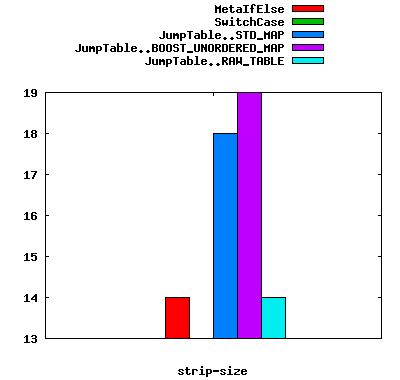 MetaIfElse
SwitchCase
JumpTable..STD_MAP
JumpTable..BOOST_UNORDERED_MAP
JumpTable..RAW_TABLE
19
18
17
16
15
14
13
strip-size